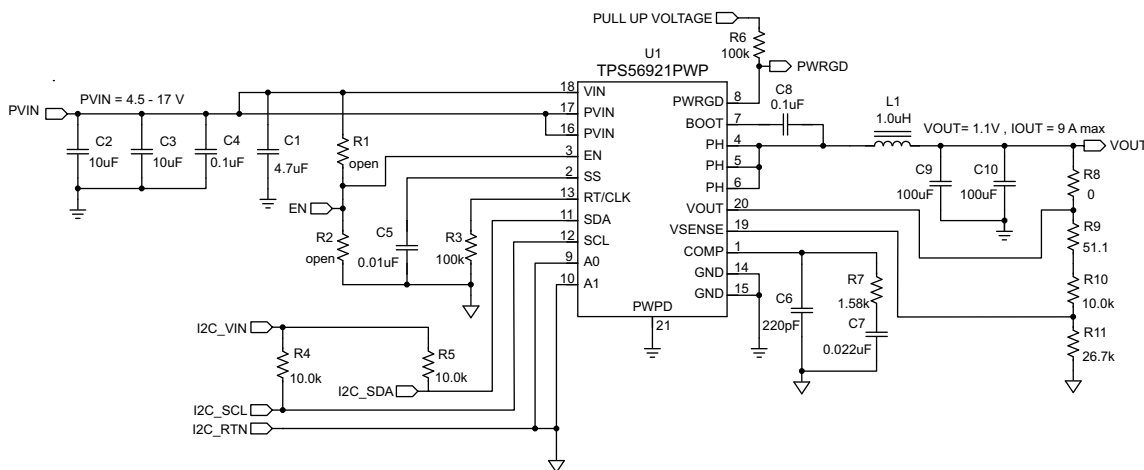 PULL UP VOLTAGE
R6
100k
PWRGD
U1
TPS56921PWP
PVIN
PVIN = 4.5 - 17 V
C2
10uF
C3
10uF
C4
0.1uF
C1
4.7uF
R1
open
EN
R2
open
C5
0.01uF
R3
100k
18
VIN
17
PVIN
16
PVIN
3
EN
2
SS
13
RT/CLK
11
SDA
12
SCL
9
A0
10
A1
PWRGD
8
BOOT
7
PH
4
PH
5
PH
6
VOUT
20
VSENSE
19
COMP
1
GND
14
GND
15
PWPD
21
C8
0.1uF
L1
1.0uH
VOUT= 1.1V , IOUT = 9 A max
VOUT
C9
100uF
C10
100uF
R8
0
R9
51.1
R10
10.0k
R11
26.7k
R7
1.58k
C6
220pF
C7
0.022uF
I2C_VIN
R4
10.0k
R5
10.0k
I2C_SDA
I2C_SCL
I2C_RTN